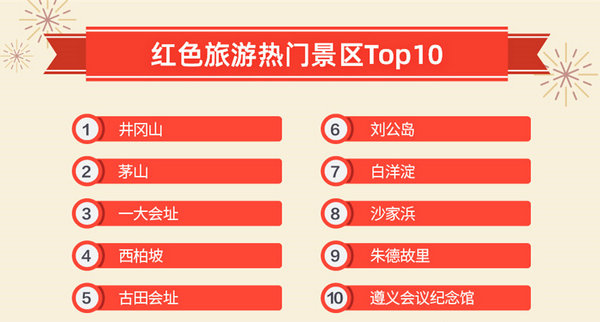 红色旅游热门景区Top10
1 井冈山
2 茅山
3 一大会址
4 西柏坡
5 古田会址
6 刘公岛
7 白洋淀
8 沙家浜
9 朱德故里
10 遵义会议纪念馆